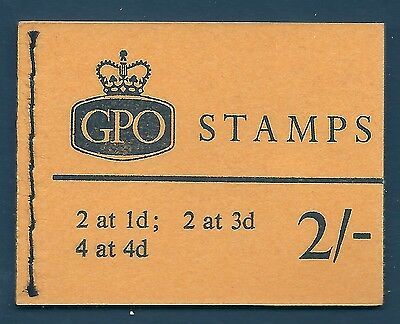 GPO STAMPS
2 at 1d; 2 at 3d
4 at 4d
2/-